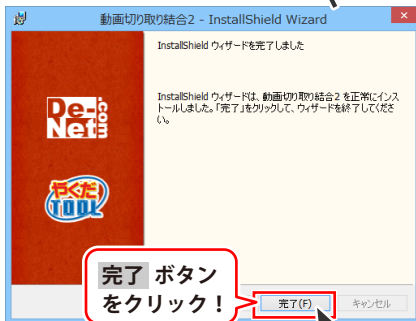 動画切り取り結合2 - InstallShield Wizard
InstallShield ウィザードを完了しました
InstallShield ウィザードは、動画切り取り結合2 を正常にインス
トールしました。「完了」をクリックして、ウィザードを終了してくださ
い。
De-Net.com
やくだち
TOOL
完了 ボタン
をクリック！
完了(F)
キャンセル